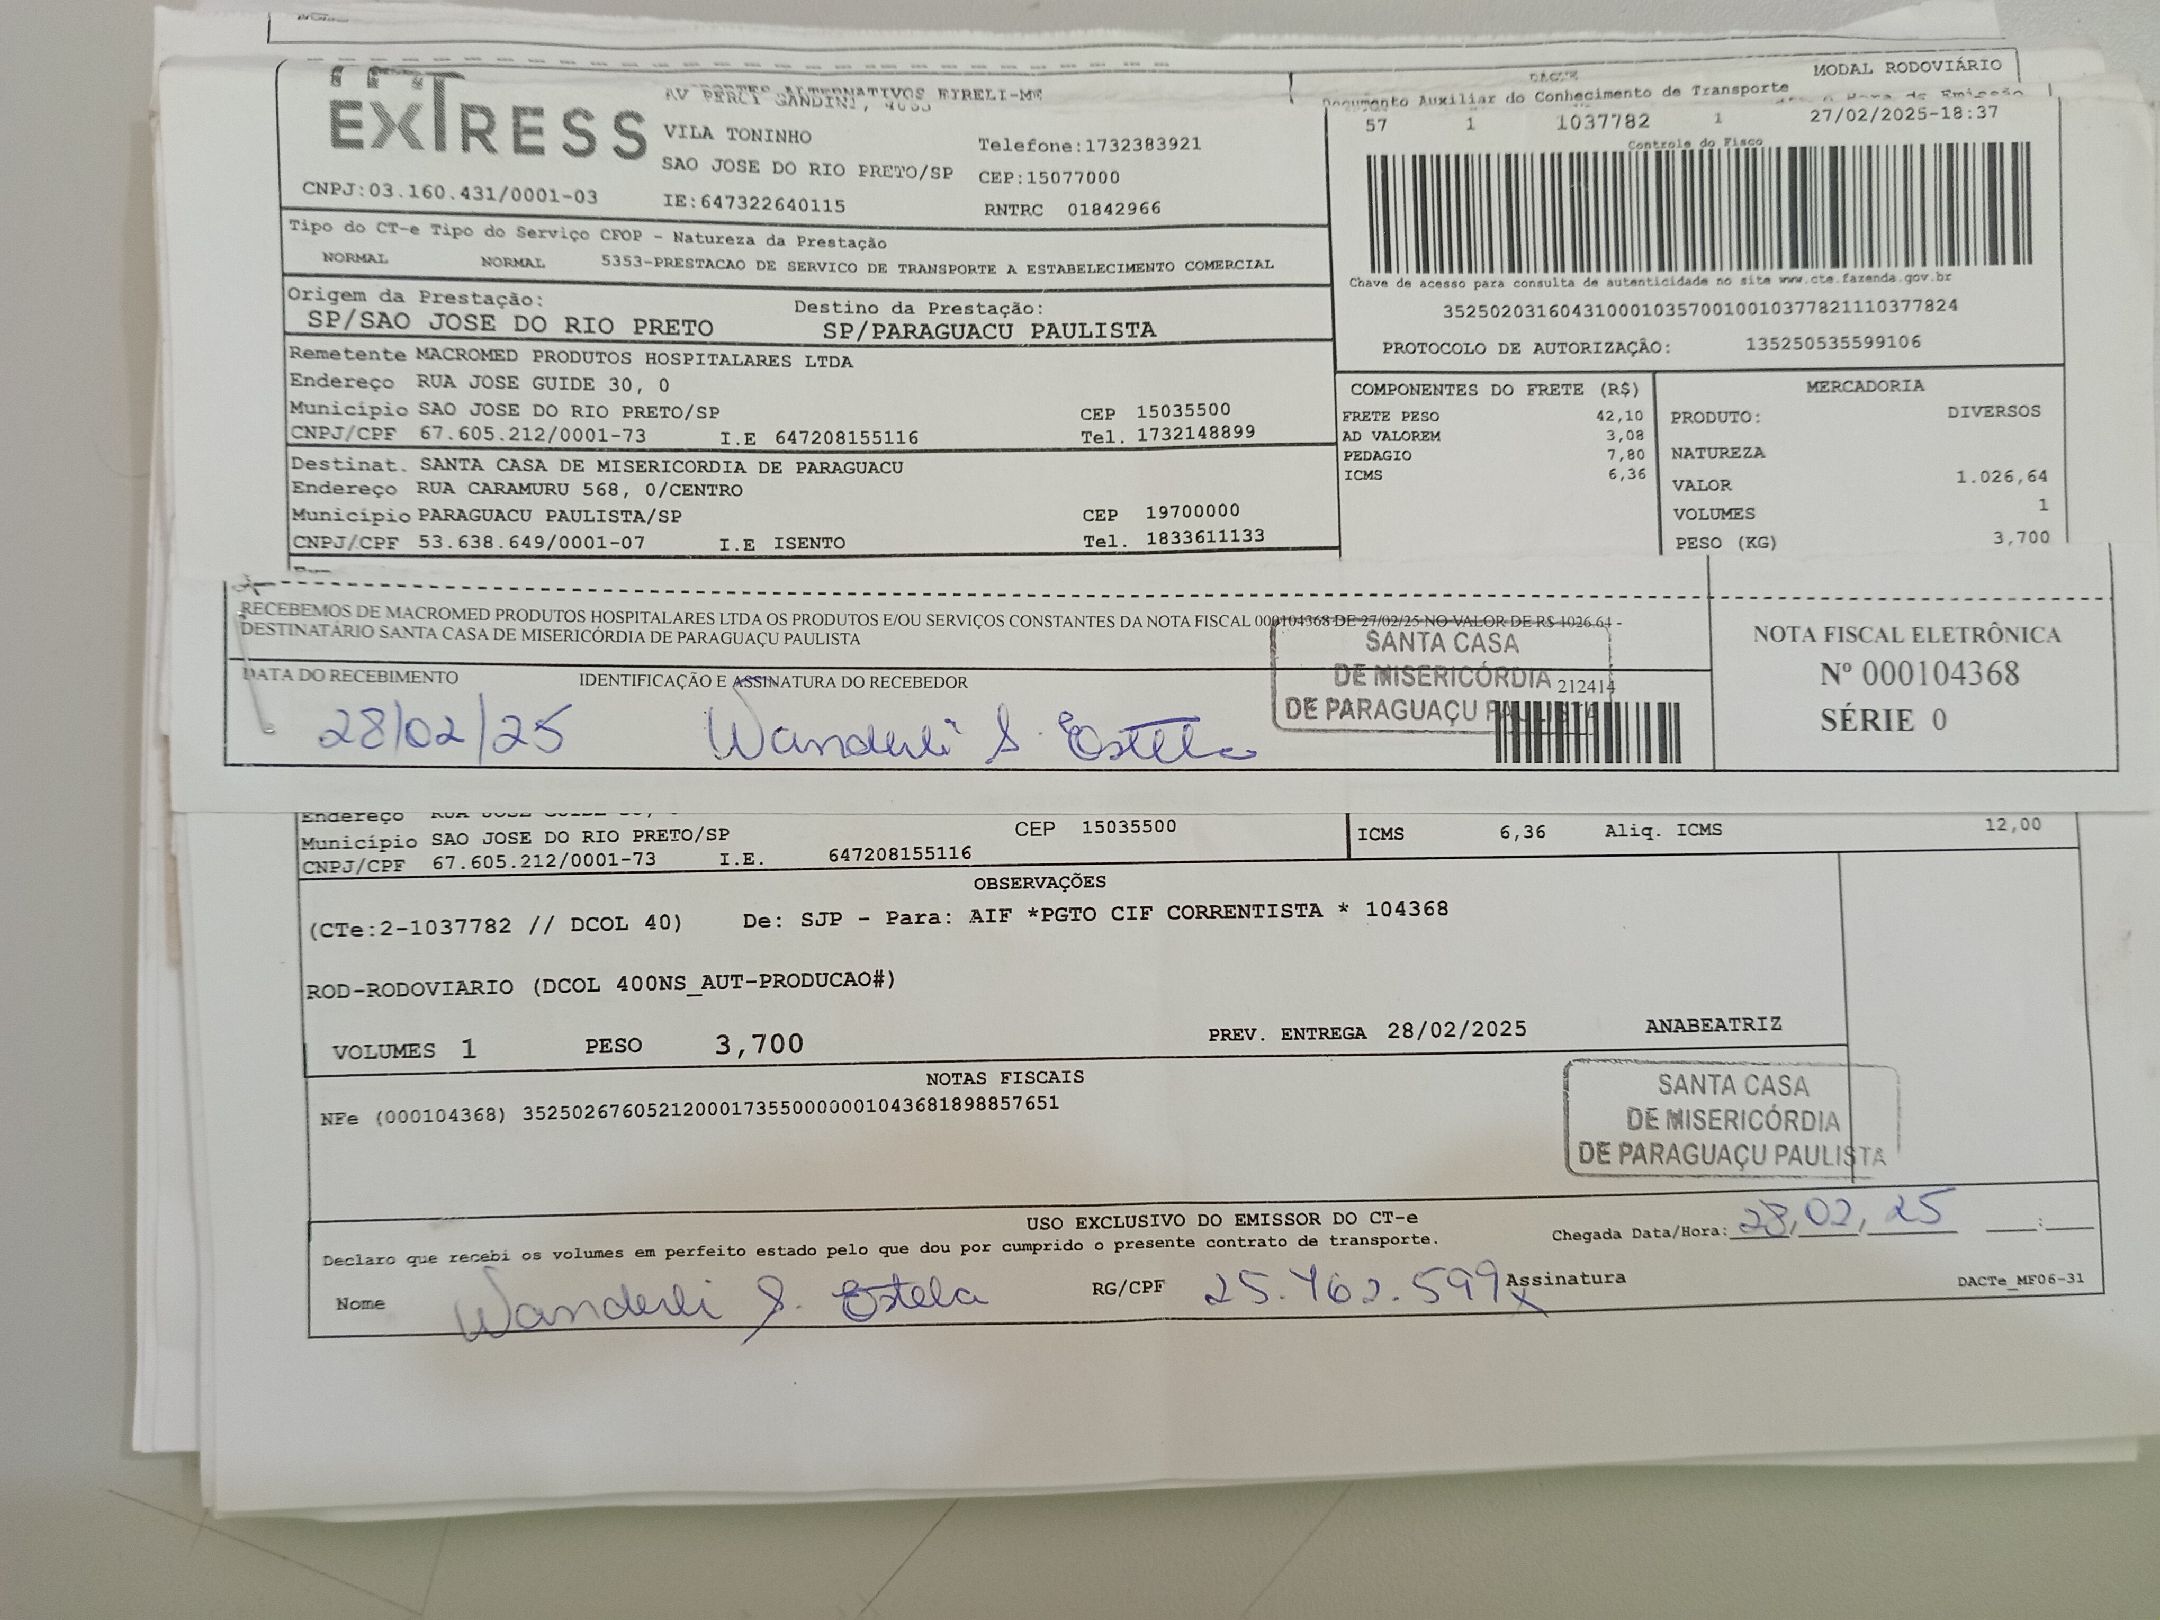 EXTRESS
AV PERCY GANDINI,
VILA TONINHO
SAO JOSE DO RIO PRETO/SP
Telefone:1732383921
CEP:15077000
CNPJ:03.160.431/0001-03
IE:647322640115
RNTRC 01842966
MODAL RODOVIÁRIO
Documento Auxiliar do Conhecimento de Transporte
57 1 1037782 1 27/02/2025-18:37
Controle do Fisco
Chave de acesso para consulta de autenticidade no site www.cte.fazenda.gov.br
35250203160431000103570010010377821110377824
PROTOCOLO DE AUTORIZAÇÃO: 135250535599106
Tipo do CT-e Tipo do Serviço CFOP - Natureza da Prestação
NORMAL NORMAL 5353-PRESTACAO DE SERVICO DE TRANSPORTE A ESTABELECIMENTO COMERCIAL
Origem da Prestação: Destino da Prestação:
SP/SAO JOSE DO RIO PRETO SP/PARAGUACU PAULISTA
Remetente MACROMED PRODUTOS HOSPITALARES LTDA
Endereço RUA JOSE GUIDE 30, 0
Município SAO JOSE DO RIO PRETO/SP CEP 15035500
CNPJ/CPF 67.605.212/0001-73 I.E 647208155116 Tel. 1732148899
Destinat. SANTA CASA DE MISERICORDIA DE PARAGUACU
Endereço RUA CARAMURU 568, 0/CENTRO
Município PARAGUACU PAULISTA/SP CEP 19700000
CNPJ/CPF 53.638.649/0001-07 I.E ISENTO Tel. 1833611133
COMPONENTES DO FRETE (R$)
FRETE PESO 42,10
AD VALOREM 3,08
PEDAGIO 7,80
ICMS 6,36
MERCADORIA
PRODUTO: DIVERSOS
NATUREZA
VALOR 1.026,64
VOLUMES 1
PESO (KG) 3,700
RECEBEMOS DE MACROMED PRODUTOS HOSPITALARES LTDA OS PRODUTOS E/OU SERVIÇOS CONSTANTES DA NOTA FISCAL 000104368 DE 27/02/25 NO VALOR DE R$ 1026.64 -
DESTINATÁRIO SANTA CASA DE MISERICÓRDIA DE PARAGUAÇU PAULISTA
DATA DO RECEBIMENTO IDENTIFICAÇÃO E ASSINATURA DO RECEBEDOR
28/02/25 Wanderli S. Estela
SANTA CASA
DE MISERICÓRDIA
DE PARAGUAÇU PAULISTA
212414
NOTA FISCAL ELETRÔNICA
Nº 000104368
SÉRIE 0
Endereço
Município SAO JOSE DO RIO PRETO/SP CEP 15035500
CNPJ/CPF 67.605.212/0001-73 I.E. 647208155116
ICMS 6,36 Aliq. ICMS 12,00
OBSERVAÇÕES
(CTe:2-1037782 // DCOL 40) De: SJP - Para: AIF *PGTO CIF CORRENTISTA * 104368
ROD-RODOVIARIO (DCOL 400NS_AUT-PRODUCAO#)
VOLUMES 1 PESO 3,700 PREV. ENTREGA 28/02/2025 ANABEATRIZ
NOTAS FISCAIS
NFe (000104368) 35250267605212000173550000001043681898857651
SANTA CASA
DE MISERICÓRDIA
DE PARAGUAÇU PAULISTA
USO EXCLUSIVO DO EMISSOR DO CT-e
Declaro que recebi os volumes em perfeito estado pelo que dou por cumprido o presente contrato de transporte.
Chegada Data/Hora: 28,02,25 :
Nome Wanderli S. Estela RG/CPF 25.462.599x Assinatura
DACTe_MF06-31